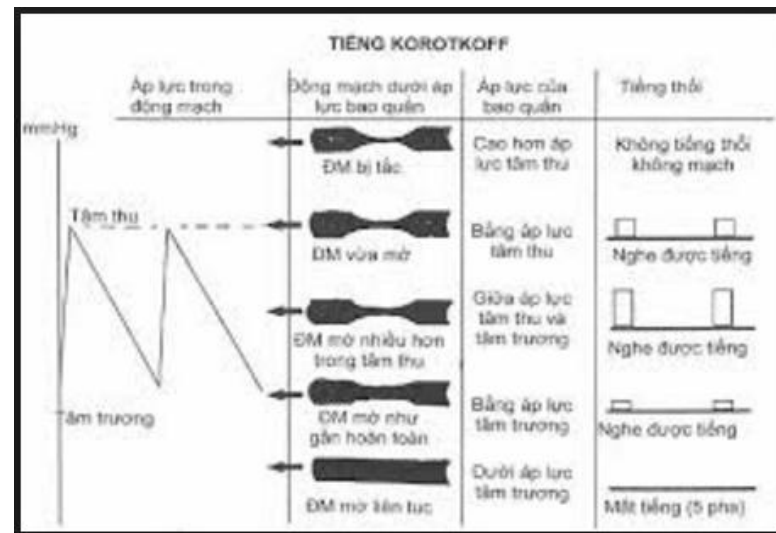 TIẾNG KOROTKOFF
Áp lực trong
động mạch
Động mạch dưới áp
lực bao quấn
Áp lực của
bao quấn
Tiếng thổi
mmHg
ĐM bị tắc
Cao hơn áp
lực tâm thu
Không tiếng thổi
không mạch
Tâm thu
ĐM vừa mở
Bằng áp lực
tâm thu
Nghe được tiếng
ĐM mở nhiều hơn
trong tâm thu
Giữa áp lực
tâm thu và
tâm trương
Nghe được tiếng
Tâm trương
ĐM mở như
gần hoàn toàn
Bằng áp lực
tâm trương
Nghe được tiếng
ĐM mở liên tục
Dưới áp lực
tâm trương
Mất tiếng (5 pha)